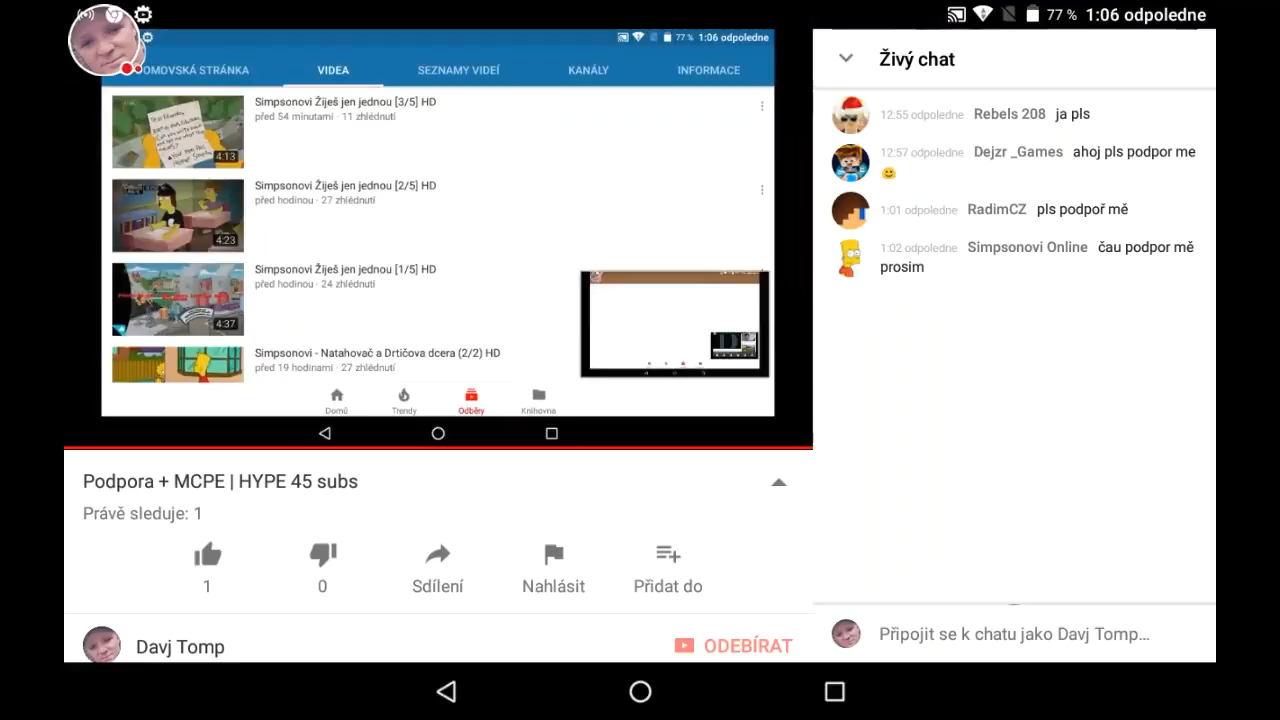 77 % 1:06 odpoledne
77 % 1:06 odpoledne
DOMOVSKÁ STRÁNKA VIDEA SEZNAMY VIDEÍ KANÁLY INFORMACE
Simpsonovi Žiješ jen jednou [3/5] HD
před 54 minutami · 11 zhlédnutí
4:13
Simpsonovi Žiješ jen jednou [2/5] HD
před hodinou · 27 zhlédnutí
4:23
Simpsonovi Žiješ jen jednou [1/5] HD
před hodinou · 24 zhlédnutí
4:37
Simpsonovi - Natahovač a Drtičova dcera (2/2) HD
před 19 hodinami · 27 zhlédnutí
Domů Trendy Odběry Knihovna
Podpora + MCPE | HYPE 45 subs
Právě sleduje: 1
1 0 Sdílení Nahlásit Přidat do
Davj Tomp ODEBÍRAT
Živý chat
12:55 odpoledne Rebels 208 ja pls
12:57 odpoledne Dejzr _Games ahoj pls podpor me
1:01 odpoledne RadimCZ pls podpoř mě
1:02 odpoledne Simpsonovi Online čau podpor mě
prosim
Připojit se k chatu jako Davj Tomp...